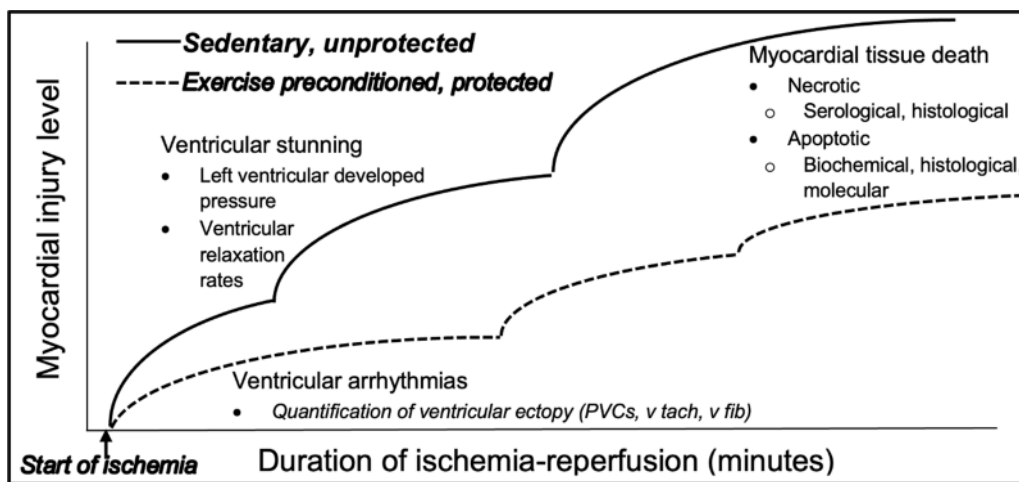 Sedentary, unprotected
Exercise preconditioned, protected
Myocardial injury level
Ventricular stunning
• Left ventricular developed
pressure
• Ventricular
relaxation
rates
Myocardial tissue death
• Necrotic
○ Serological, histological
• Apoptotic
○ Biochemical, histological,
molecular
Ventricular arrhythmias
• Quantification of ventricular ectopy (PVCs, v tach, v fib)
Start of ischemia
Duration of ischemia-reperfusion (minutes)